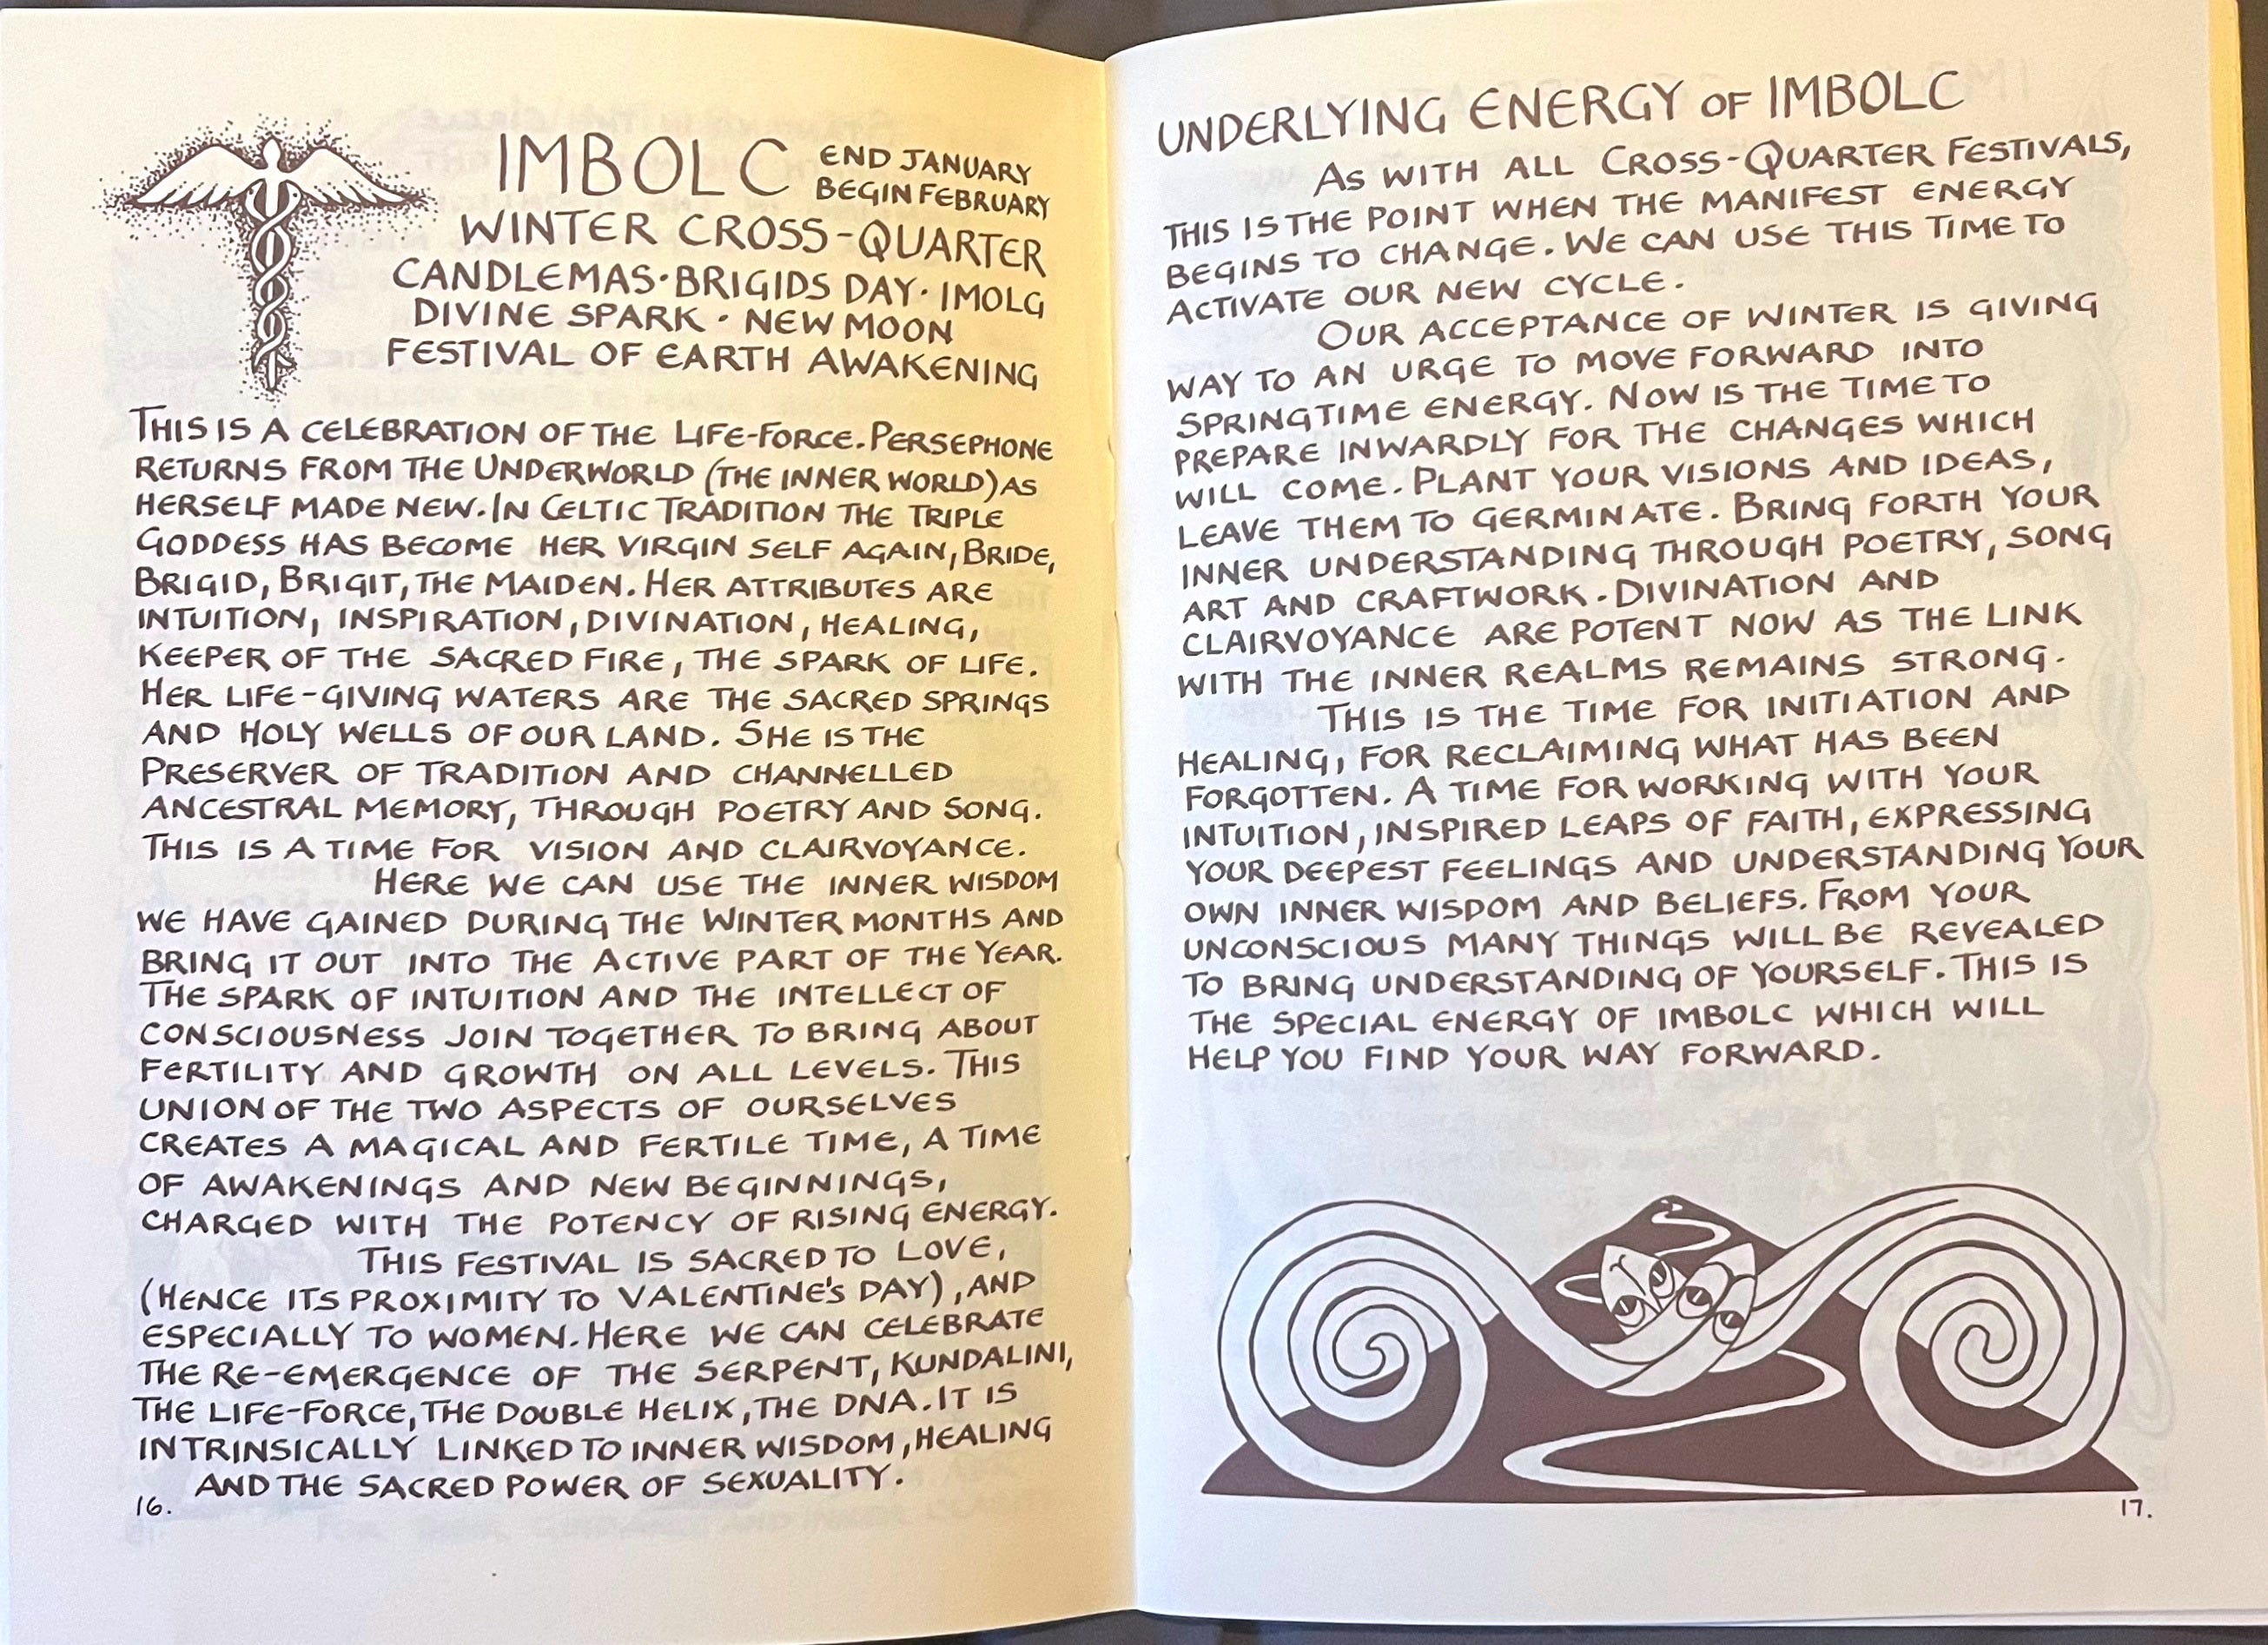 IMBOLC END JANUARY
BEGIN FEBRUARY
WINTER CROSS-QUARTER
CANDLEMAS · BRIGIDS DAY · IMOLG
DIVINE SPARK · NEW MOON
FESTIVAL OF EARTH AWAKENING
THIS IS A CELEBRATION OF THE LIFE-FORCE. PERSEPHONE
RETURNS FROM THE UNDERWORLD (THE INNER WORLD) AS
HERSELF MADE NEW. IN CELTIC TRADITION THE TRIPLE
GODDESS HAS BECOME HER VIRGIN SELF AGAIN, BRIDE,
BRIGID, BRIGIT, THE MAIDEN. HER ATTRIBUTES ARE
INTUITION, INSPIRATION, DIVINATION, HEALING,
KEEPER OF THE SACRED FIRE, THE SPARK OF LIFE.
HER LIFE-GIVING WATERS ARE THE SACRED SPRINGS
AND HOLY WELLS OF OUR LAND. SHE IS THE
PRESERVER OF TRADITION AND CHANNELLED
ANCESTRAL MEMORY, THROUGH POETRY AND SONG.
THIS IS A TIME FOR VISION AND CLAIRVOYANCE.
HERE WE CAN USE THE INNER WISDOM
WE HAVE GAINED DURING THE WINTER MONTHS AND
BRING IT OUT INTO THE ACTIVE PART OF THE YEAR.
THE SPARK OF INTUITION AND THE INTELLECT OF
CONSCIOUSNESS JOIN TOGETHER TO BRING ABOUT
FERTILITY AND GROWTH ON ALL LEVELS. THIS
UNION OF THE TWO ASPECTS OF OURSELVES
CREATES A MAGICAL AND FERTILE TIME, A TIME
OF AWAKENINGS AND NEW BEGINNINGS,
CHARGED WITH THE POTENCY OF RISING ENERGY.
THIS FESTIVAL IS SACRED TO LOVE,
(HENCE ITS PROXIMITY TO VALENTINE'S DAY), AND
ESPECIALLY TO WOMEN. HERE WE CAN CELEBRATE
THE RE-EMERGENCE OF THE SERPENT, KUNDALINI,
THE LIFE-FORCE, THE DOUBLE HELIX, THE DNA. IT IS
INTRINSICALLY LINKED TO INNER WISDOM, HEALING
AND THE SACRED POWER OF SEXUALITY.
16.
UNDERLYING ENERGY OF IMBOLC
AS WITH ALL CROSS-QUARTER FESTIVALS,
THIS IS THE POINT WHEN THE MANIFEST ENERGY
BEGINS TO CHANGE. WE CAN USE THIS TIME TO
ACTIVATE OUR NEW CYCLE.
OUR ACCEPTANCE OF WINTER IS GIVING
WAY TO AN URGE TO MOVE FORWARD INTO
SPRINGTIME ENERGY. NOW IS THE TIME TO
PREPARE INWARDLY FOR THE CHANGES WHICH
WILL COME. PLANT YOUR VISIONS AND IDEAS,
LEAVE THEM TO GERMINATE. BRING FORTH YOUR
INNER UNDERSTANDING THROUGH POETRY, SONG
ART AND CRAFTWORK. DIVINATION AND
CLAIRVOYANCE ARE POTENT NOW AS THE LINK
WITH THE INNER REALMS REMAINS STRONG.
THIS IS THE TIME FOR INITIATION AND
HEALING, FOR RECLAIMING WHAT HAS BEEN
FORGOTTEN. A TIME FOR WORKING WITH YOUR
INTUITION, INSPIRED LEAPS OF FAITH, EXPRESSING
YOUR DEEPEST FEELINGS AND UNDERSTANDING YOUR
OWN INNER WISDOM AND BELIEFS. FROM YOUR
UNCONSCIOUS MANY THINGS WILL BE REVEALED
TO BRING UNDERSTANDING OF YOURSELF. THIS IS
THE SPECIAL ENERGY OF IMBOLC WHICH WILL
HELP YOU FIND YOUR WAY FORWARD.
17.